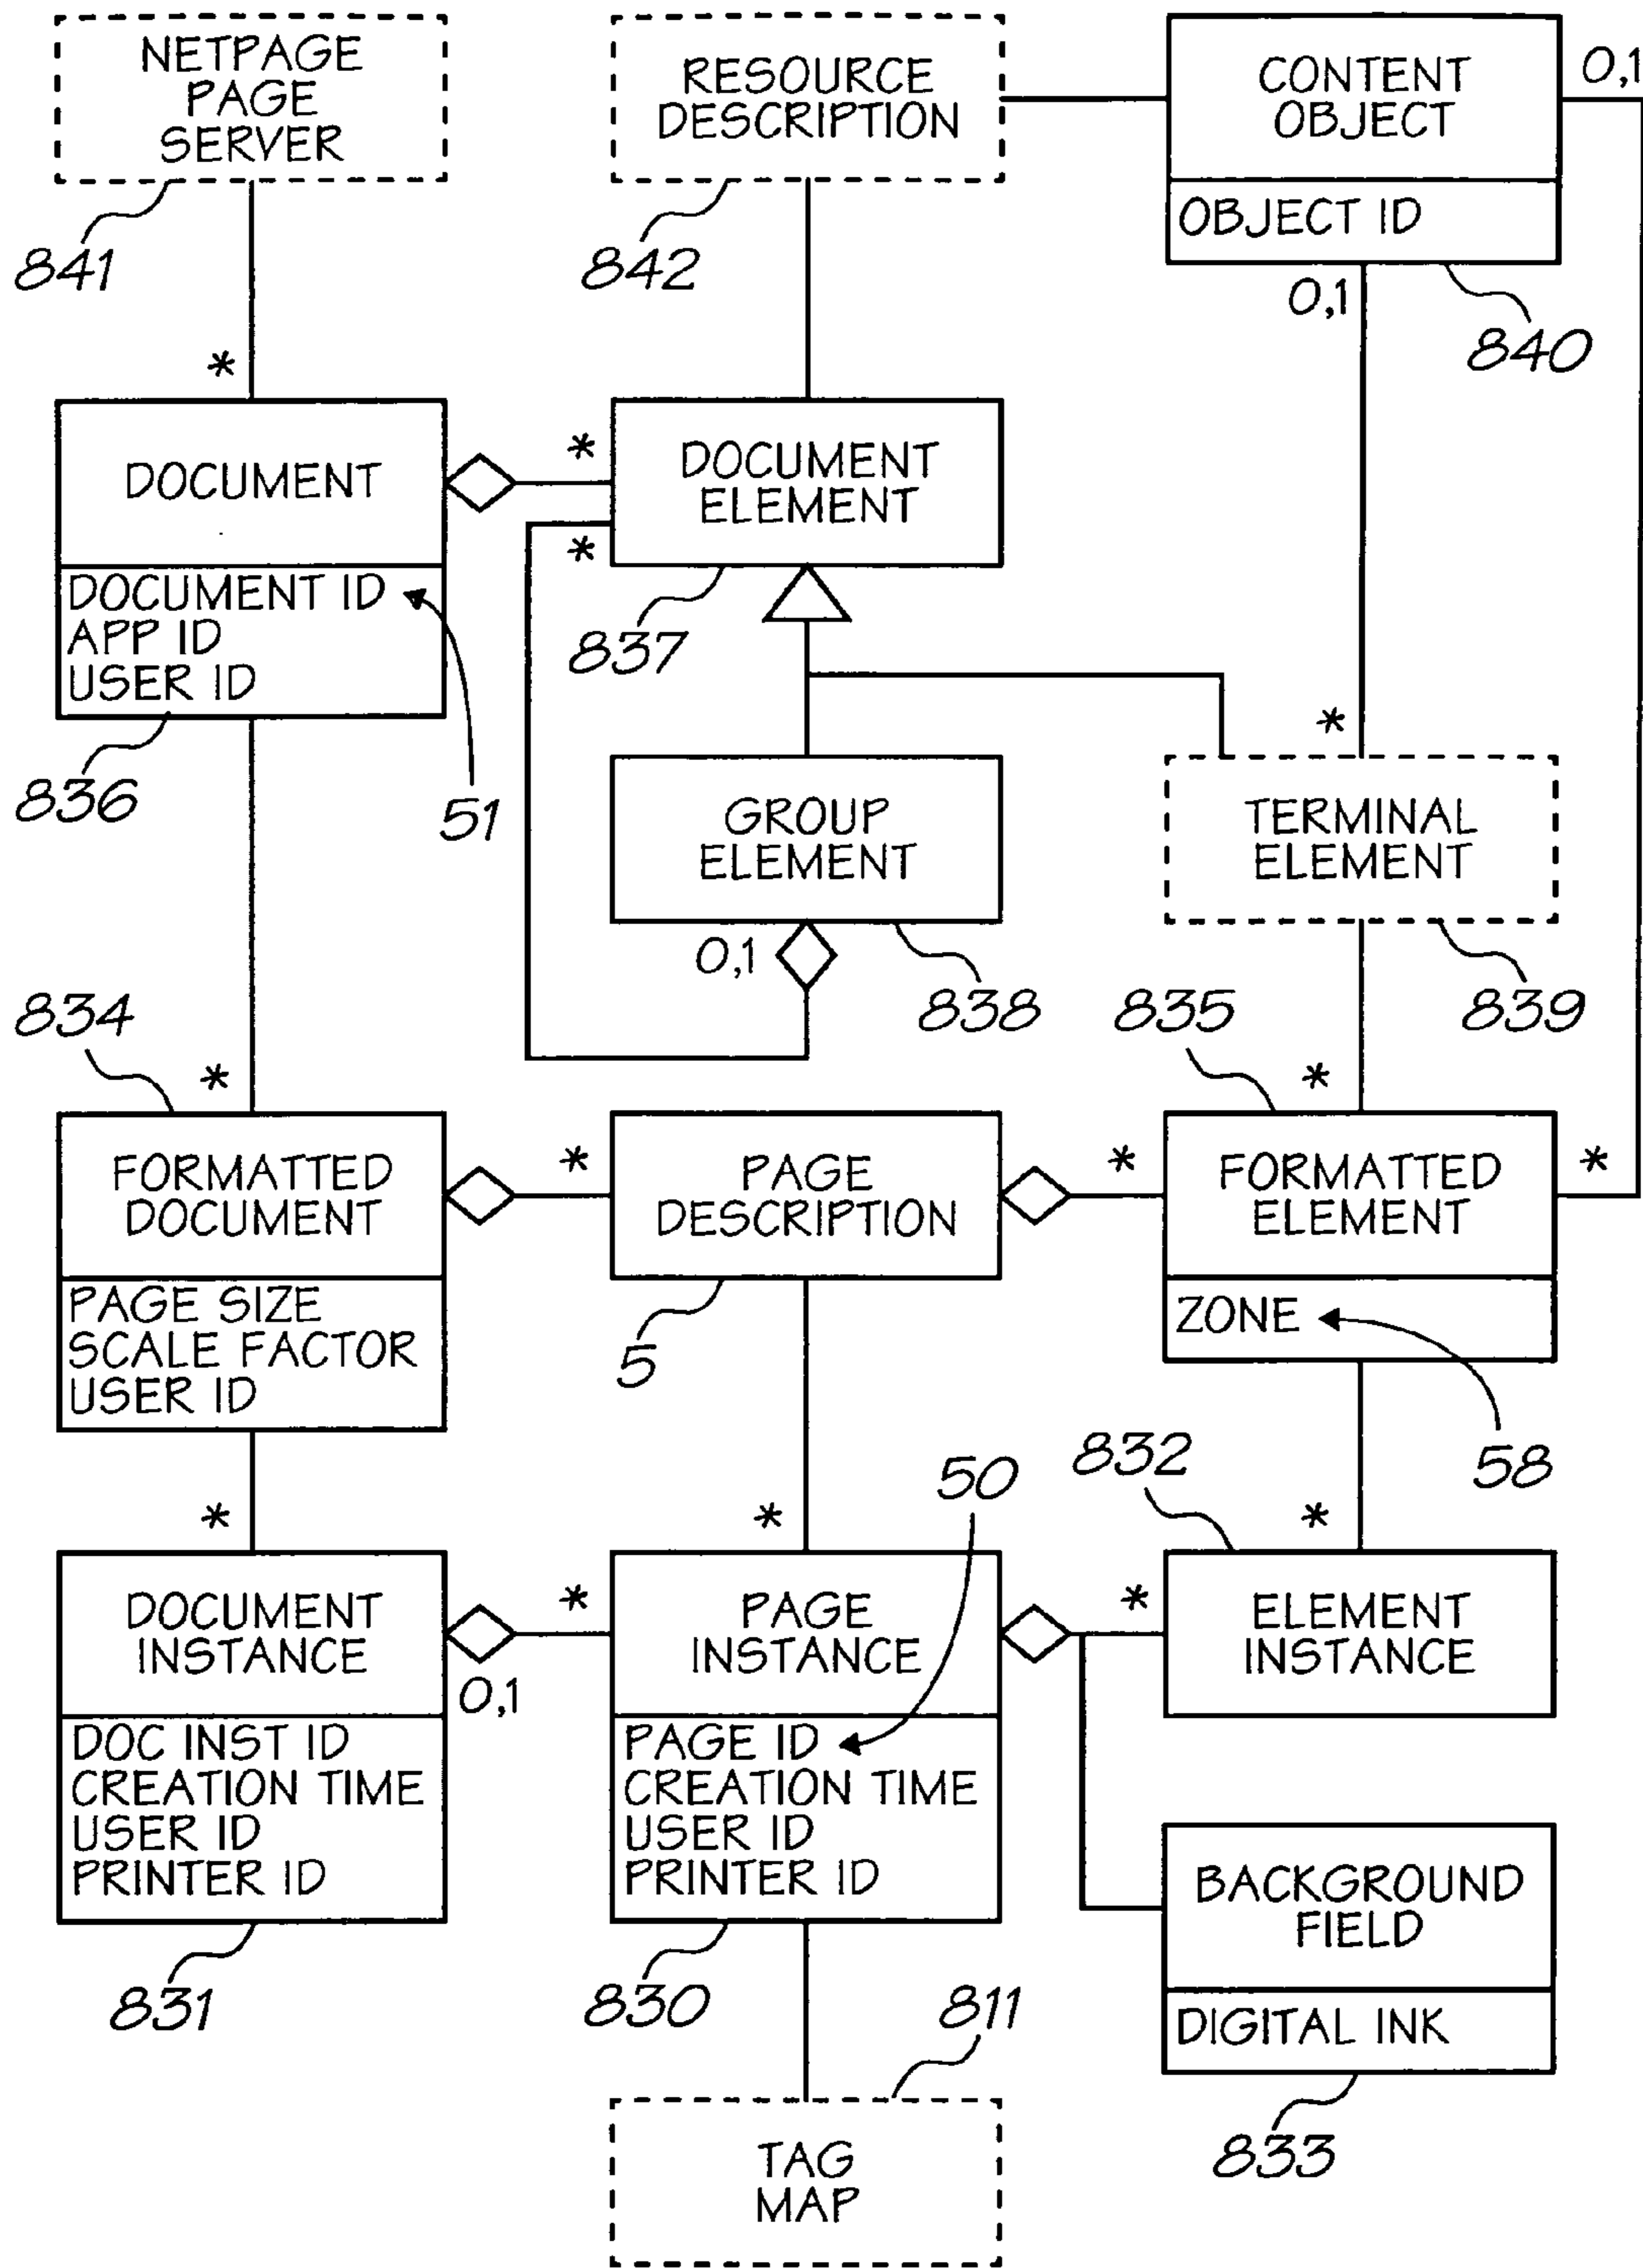 NETPAGE
PAGE
SERVER
841
*
RESOURCE
DESCRIPTION
842
CONTENT
OBJECT
OBJECT ID
0,1
0,1
840
DOCUMENT
DOCUMENT ID
APP ID
USER ID
836
51
*
DOCUMENT
ELEMENT
*
837
GROUP
ELEMENT
0,1
838
*
TERMINAL
ELEMENT
839
834
*
FORMATTED
DOCUMENT
PAGE SIZE
SCALE FACTOR
USER ID
*
PAGE
DESCRIPTION
5
835
*
*
FORMATTED
ELEMENT
*
ZONE
58
*
DOCUMENT
INSTANCE
0,1
DOC INST ID
CREATION TIME
USER ID
PRINTER ID
831
50
*
*
PAGE
INSTANCE
PAGE ID
CREATION TIME
USER ID
PRINTER ID
830
832
*
*
ELEMENT
INSTANCE
BACKGROUND
FIELD
DIGITAL INK
833
811
TAG
MAP